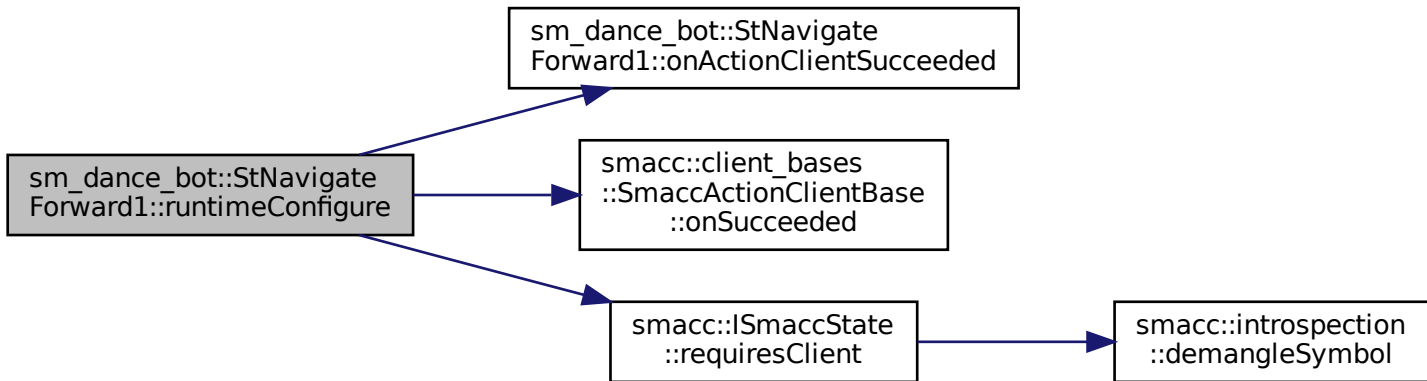 sm_dance_bot::StNavigate
Forward1::runtimeConfigure
sm_dance_bot::StNavigate
Forward1::onActionClientSucceeded
smacc::client_bases
::SmaccActionClientBase
::onSucceeded
smacc::ISmaccState
::requiresClient
smacc::introspection
::demangleSymbol